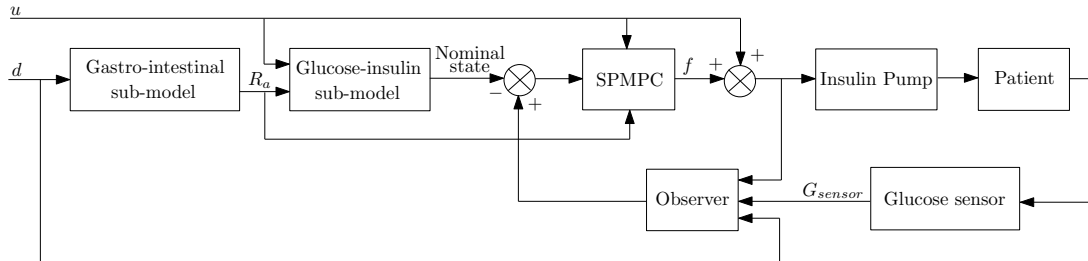 u
d
Gastro-intestinal
sub-model
R_a
Glucose-insulin
sub-model
Nominal
state
−
+
SPMPC
f
+
+
Insulin Pump
Patient
Observer
G_sensor
Glucose sensor